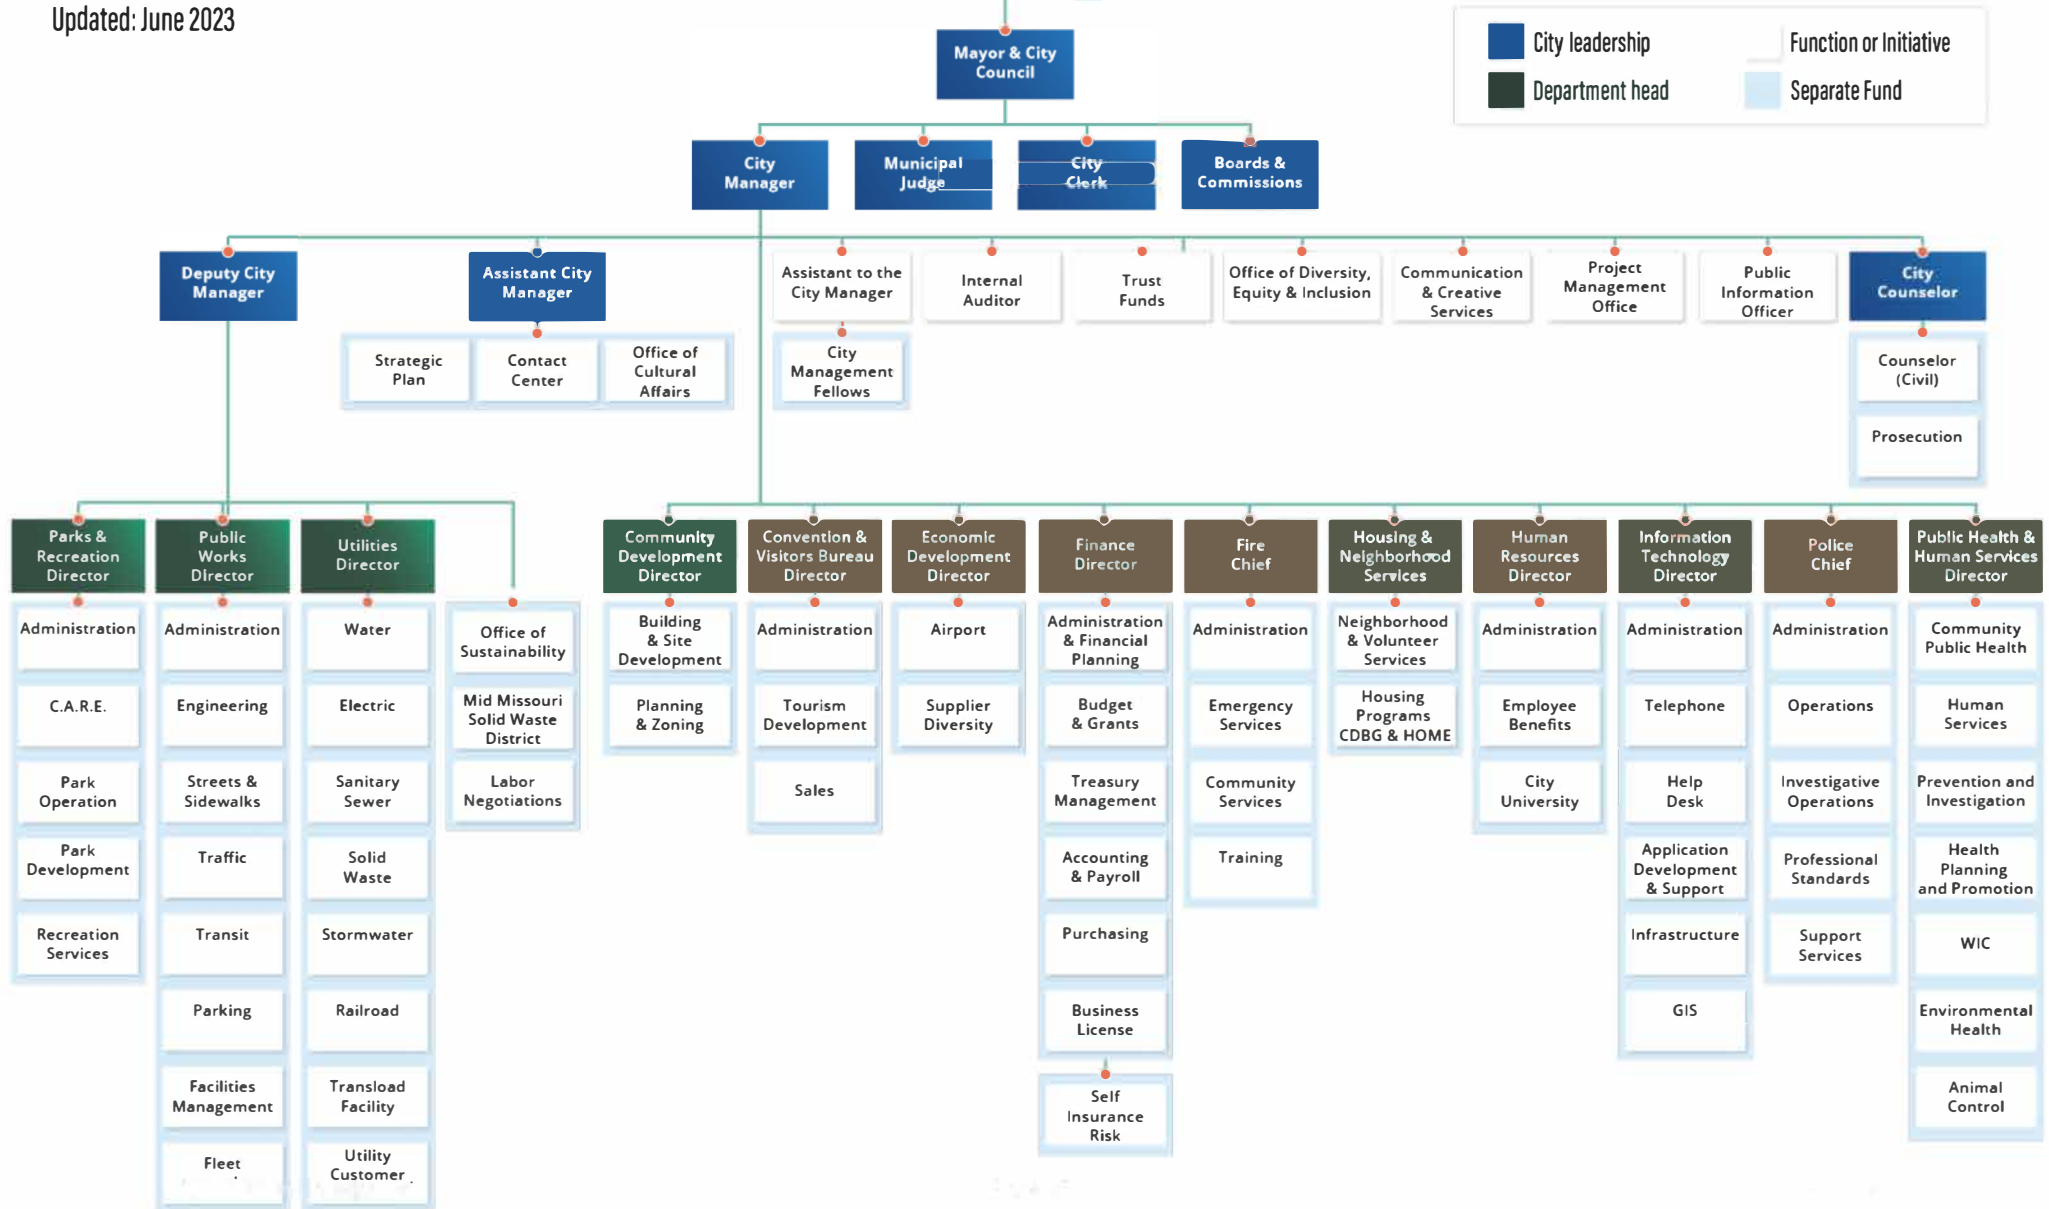 Updated: June 2023
City leadership
Function or Initiative
Department head
Separate Fund
Mayor & City
Council
City
Manager
Municipal
Judge
City
Clerk
Boards &
Commissions
Deputy City
Manager
Assistant City
Manager
Assistant to the
City Manager
Internal
Auditor
Trust
Funds
Office of Diversity,
Equity & Inclusion
Communication
& Creative
Services
Project
Management
Office
Public
Information
Officer
City
Counselor
Strategic
Plan
Contact
Center
Office of
Cultural
Affairs
City
Management
Fellows
Counselor
(Civil)
Prosecution
Parks &
Recreation
Director
Administration
C.A.R.E.
Park
Operation
Park
Development
Recreation
Services
Public
Works
Director
Administration
Engineering
Streets &
Sidewalks
Traffic
Transit
Parking
Facilities
Management
Fleet
Utilities
Director
Water
Electric
Sanitary
Sewer
Solid
Waste
Stormwater
Railroad
Transload
Facility
Utility
Customer
Office of
Sustainability
Mid Missouri
Solid Waste
District
Labor
Negotiations
Community
Development
Director
Building
& Site
Development
Planning
& Zoning
Convention &
Visitors Bureau
Director
Administration
Tourism
Development
Sales
Economic
Development
Director
Airport
Supplier
Diversity
Finance
Director
Administration
& Financial
Planning
Budget
& Grants
Treasury
Management
Accounting
& Payroll
Purchasing
Business
License
Self
Insurance
Risk
Fire
Chief
Administration
Emergency
Services
Community
Services
Training
Housing &
Neighborhood
Services
Neighborhood
& Volunteer
Services
Housing
Programs
CDBG & HOME
Human
Resources
Director
Administration
Employee
Benefits
City
University
Information
Technology
Director
Administration
Telephone
Help
Desk
Application
Development
& Support
Infrastructure
GIS
Police
Chief
Administration
Operations
Investigative
Operations
Professional
Standards
Support
Services
Public Health &
Human Services
Director
Community
Public Health
Human
Services
Prevention and
Investigation
Health
Planning
and Promotion
WIC
Environmental
Health
Animal
Control